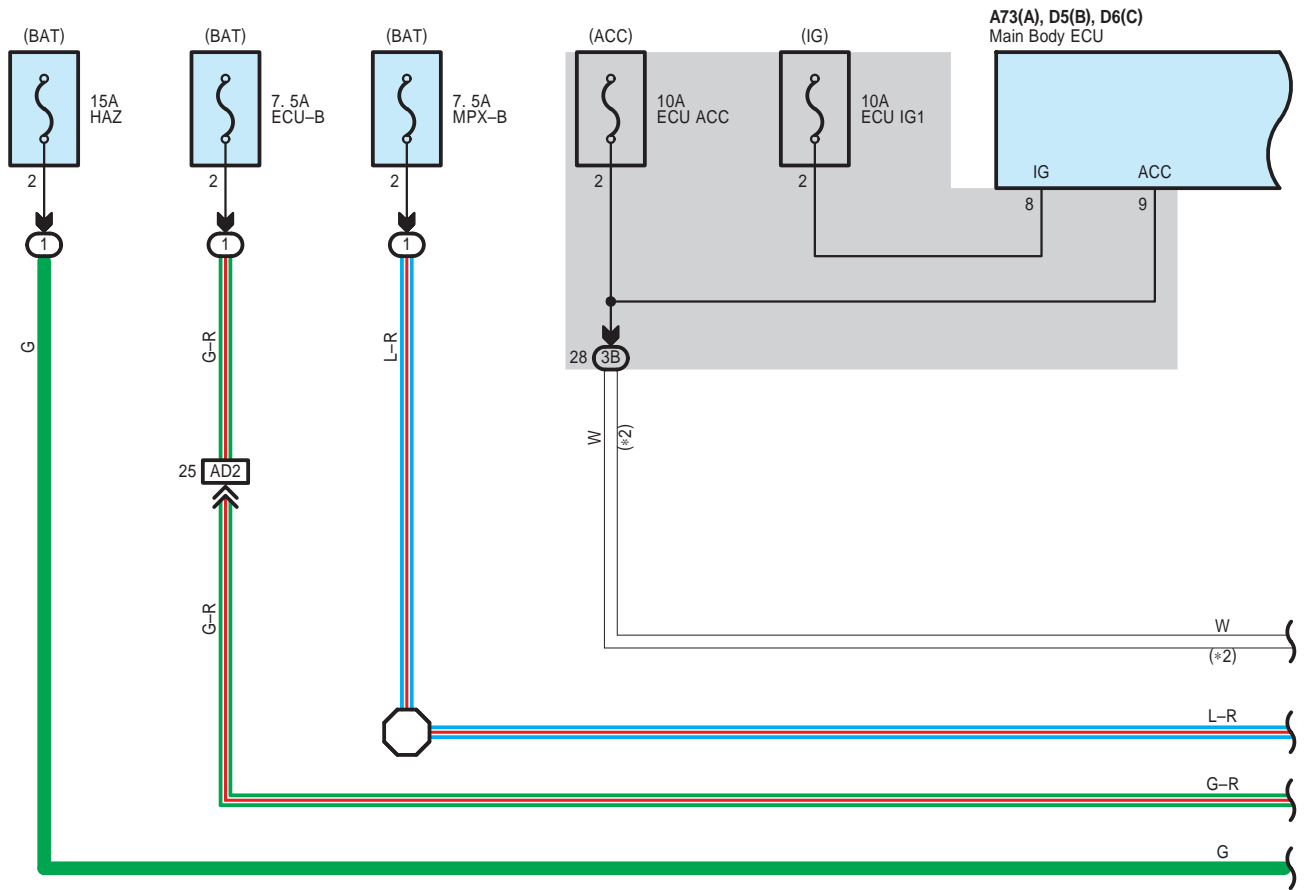 A73(A), D5(B), D6(C)
Main Body ECU
(BAT)
(BAT)
(BAT)
(ACC)
(IG)
15A
HAZ
7. 5A
ECU–B
7. 5A
MPX–B
10A
ECU ACC
10A
ECU IG1
IG
ACC
2
2
2
2
2
8
9
1
1
1
G
G–R
L–R
28
3B
W
(*2)
25
AD2
G–R
W
(*2)
L–R
G–R
G